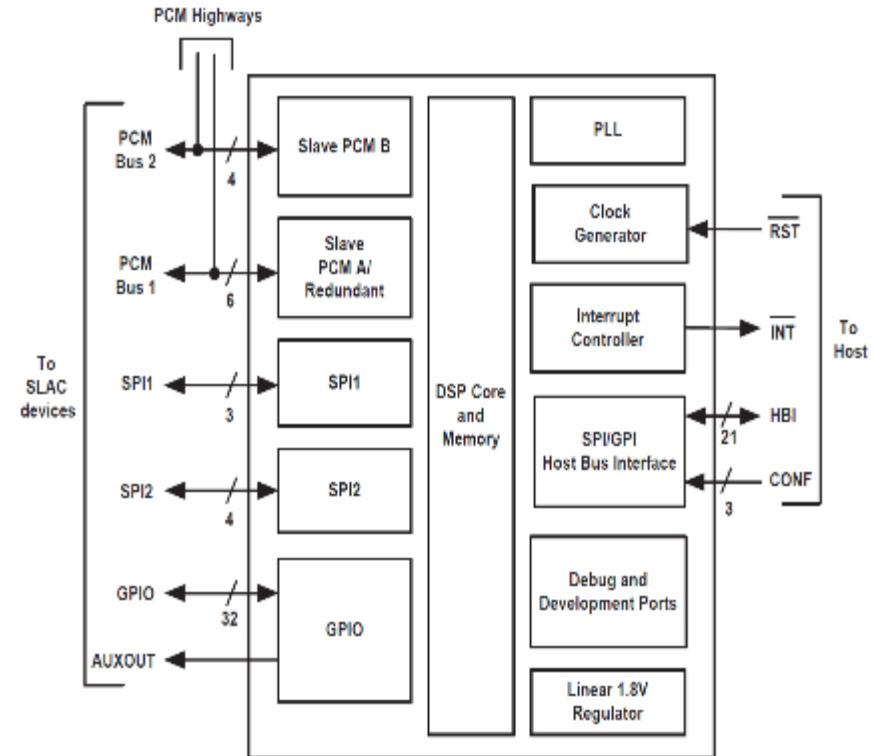 PCM Highways
PCM
Bus 2
4
Slave PCM B
PCM
Bus 1
6
Slave
PCM A/
Redundant
To
SLAC
devices
SPI1
3
SPI1
SPI2
4
SPI2
GPIO
32
GPIO
AUXOUT
DSP Core
and
Memory
PLL
Clock
Generator
RST
Interrupt
Controller
INT
To
Host
SPI/GPI
Host Bus Interface
HBI
21
CONF
3
Debug and
Development Ports
Linear 1.8V
Regulator